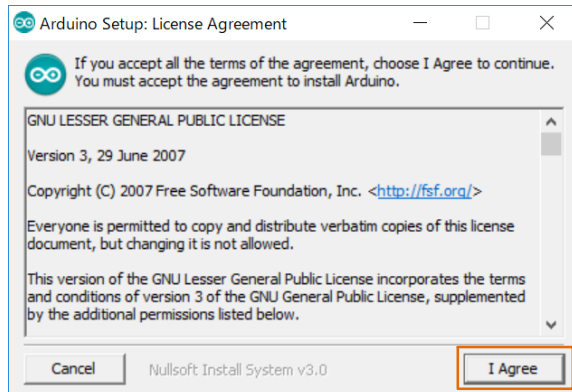 Arduino Setup: License Agreement
If you accept all the terms of the agreement, choose I Agree to continue.
You must accept the agreement to install Arduino.
GNU LESSER GENERAL PUBLIC LICENSE
Version 3, 29 June 2007
Copyright (C) 2007 Free Software Foundation, Inc. <http://fsf.org/>
Everyone is permitted to copy and distribute verbatim copies of this license
document, but changing it is not allowed.
This version of the GNU Lesser General Public License incorporates the terms
and conditions of version 3 of the GNU General Public License, supplemented
by the additional permissions listed below.
Cancel
Nullsoft Install System v3.0
I Agree